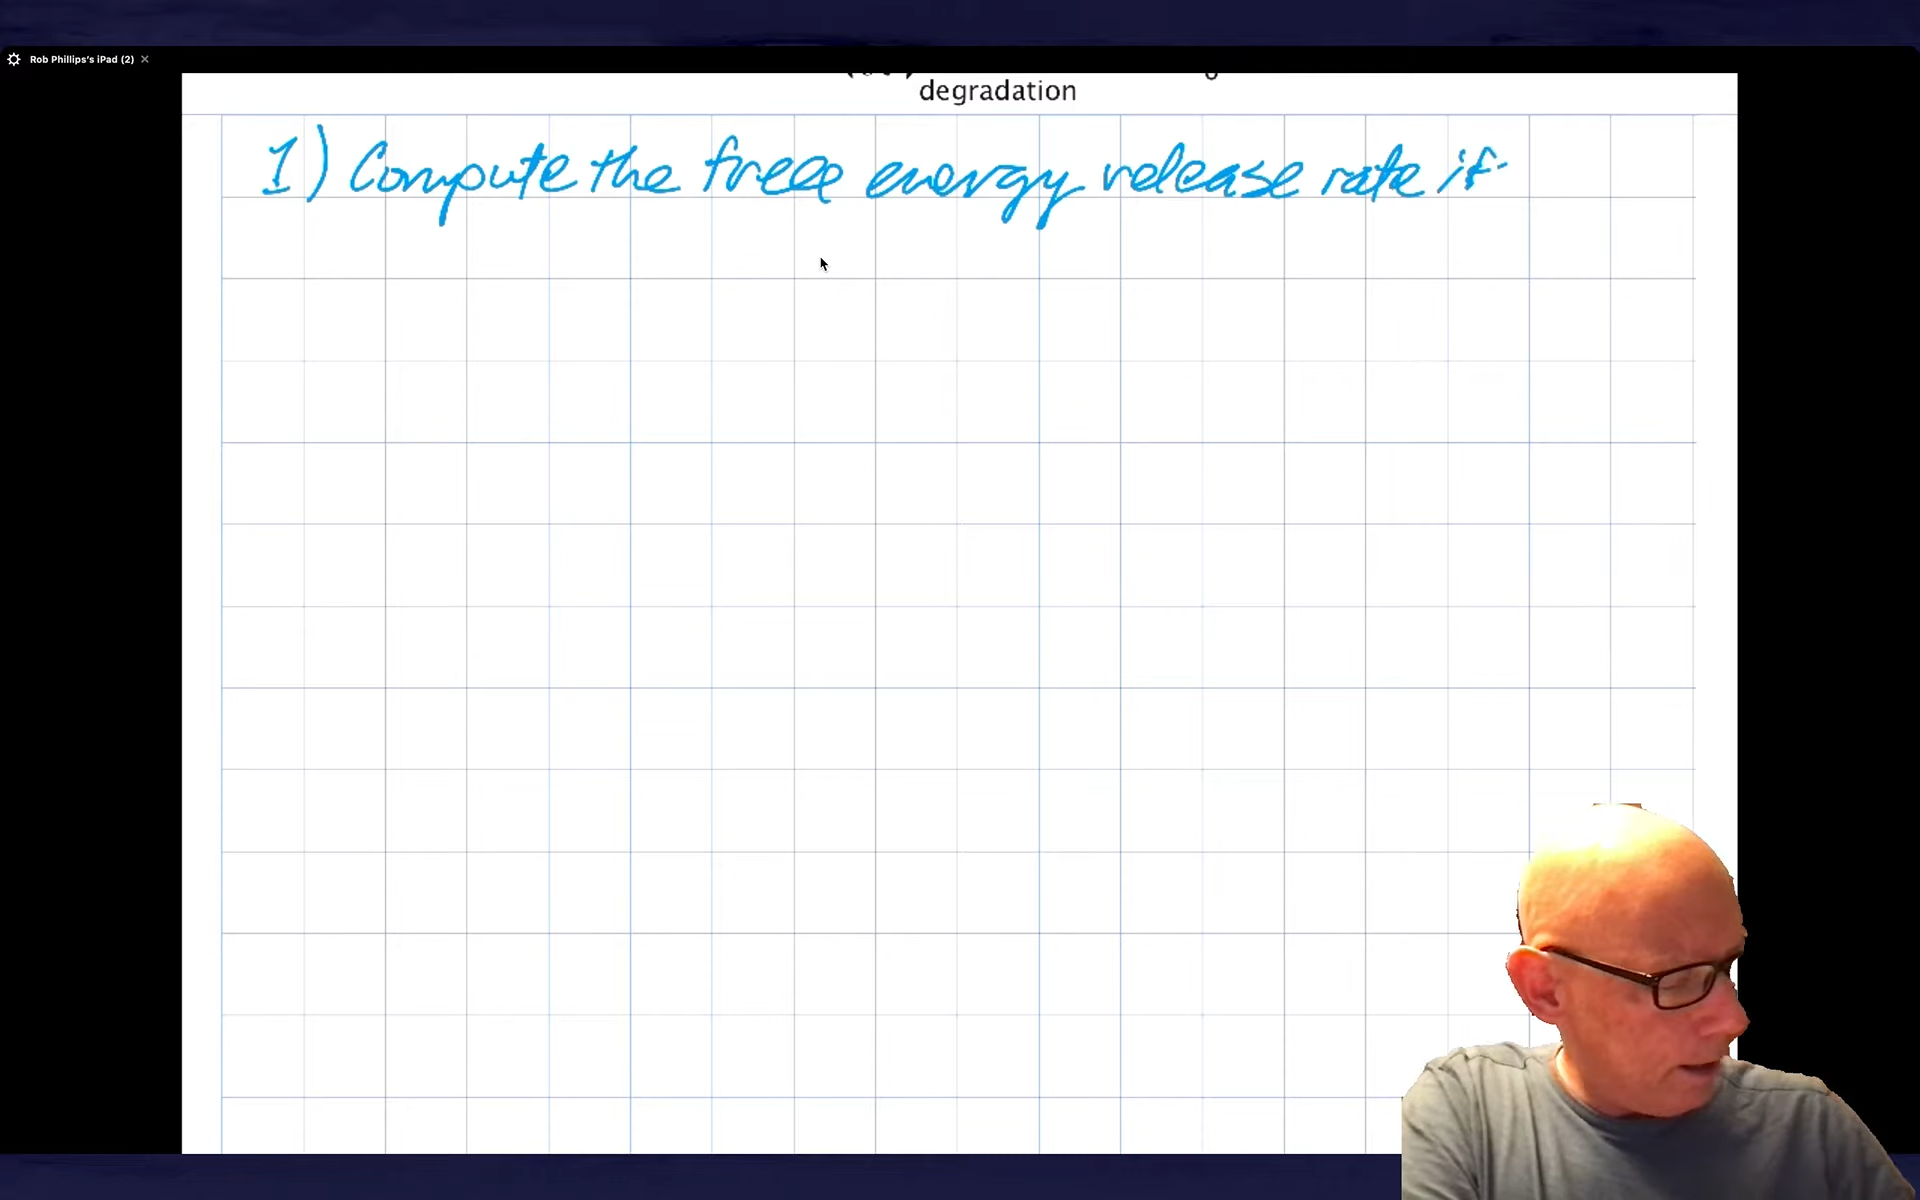 Rob Phillips's iPad (2)
degradation
1) Compute the free energy release rate if